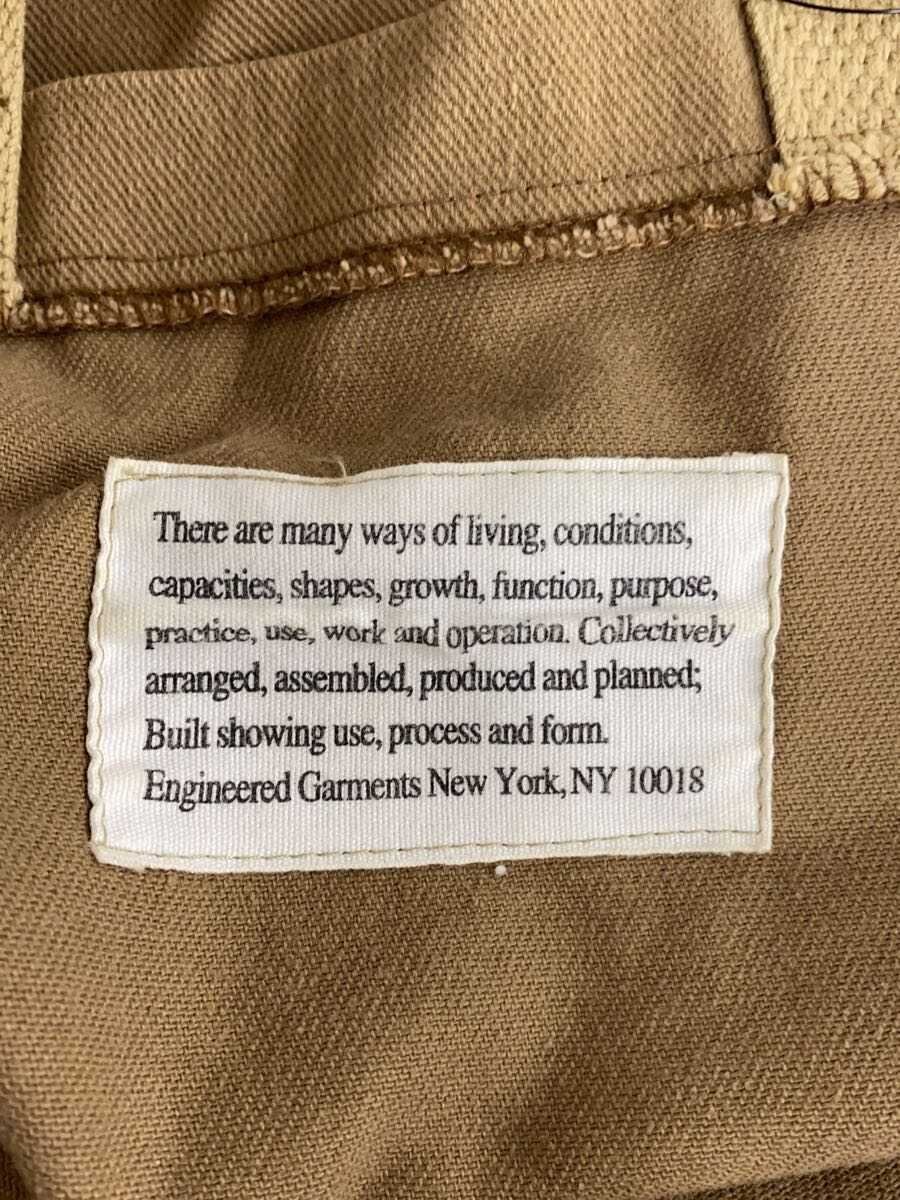 There are many ways of living, conditions,
capacities, shapes, growth, function, purpose,
practice, use, work and operation. Collectively
arranged, assembled, produced and planned;
Built showing use, process and form.
Engineered Garments New York, NY 10018